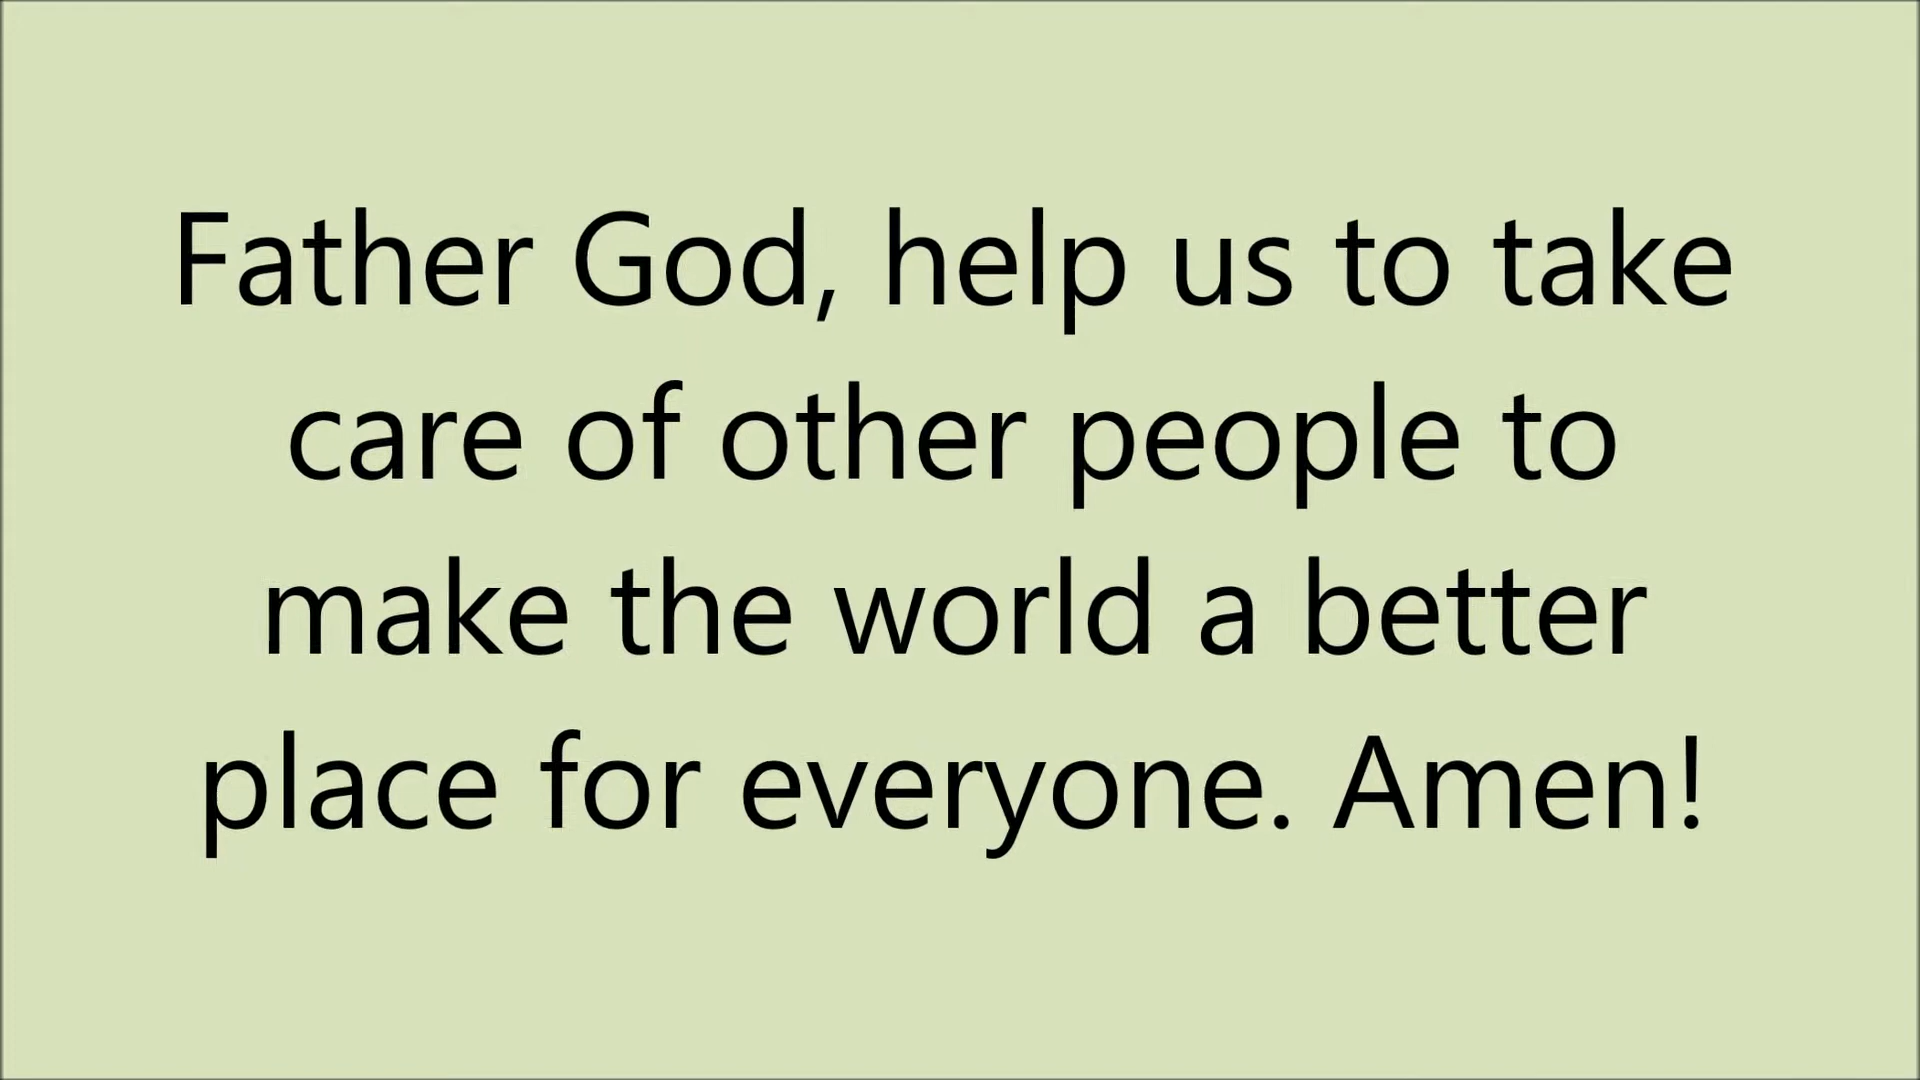 Father God, help us to take
care of other people to
make the world a better
place for everyone. Amen!